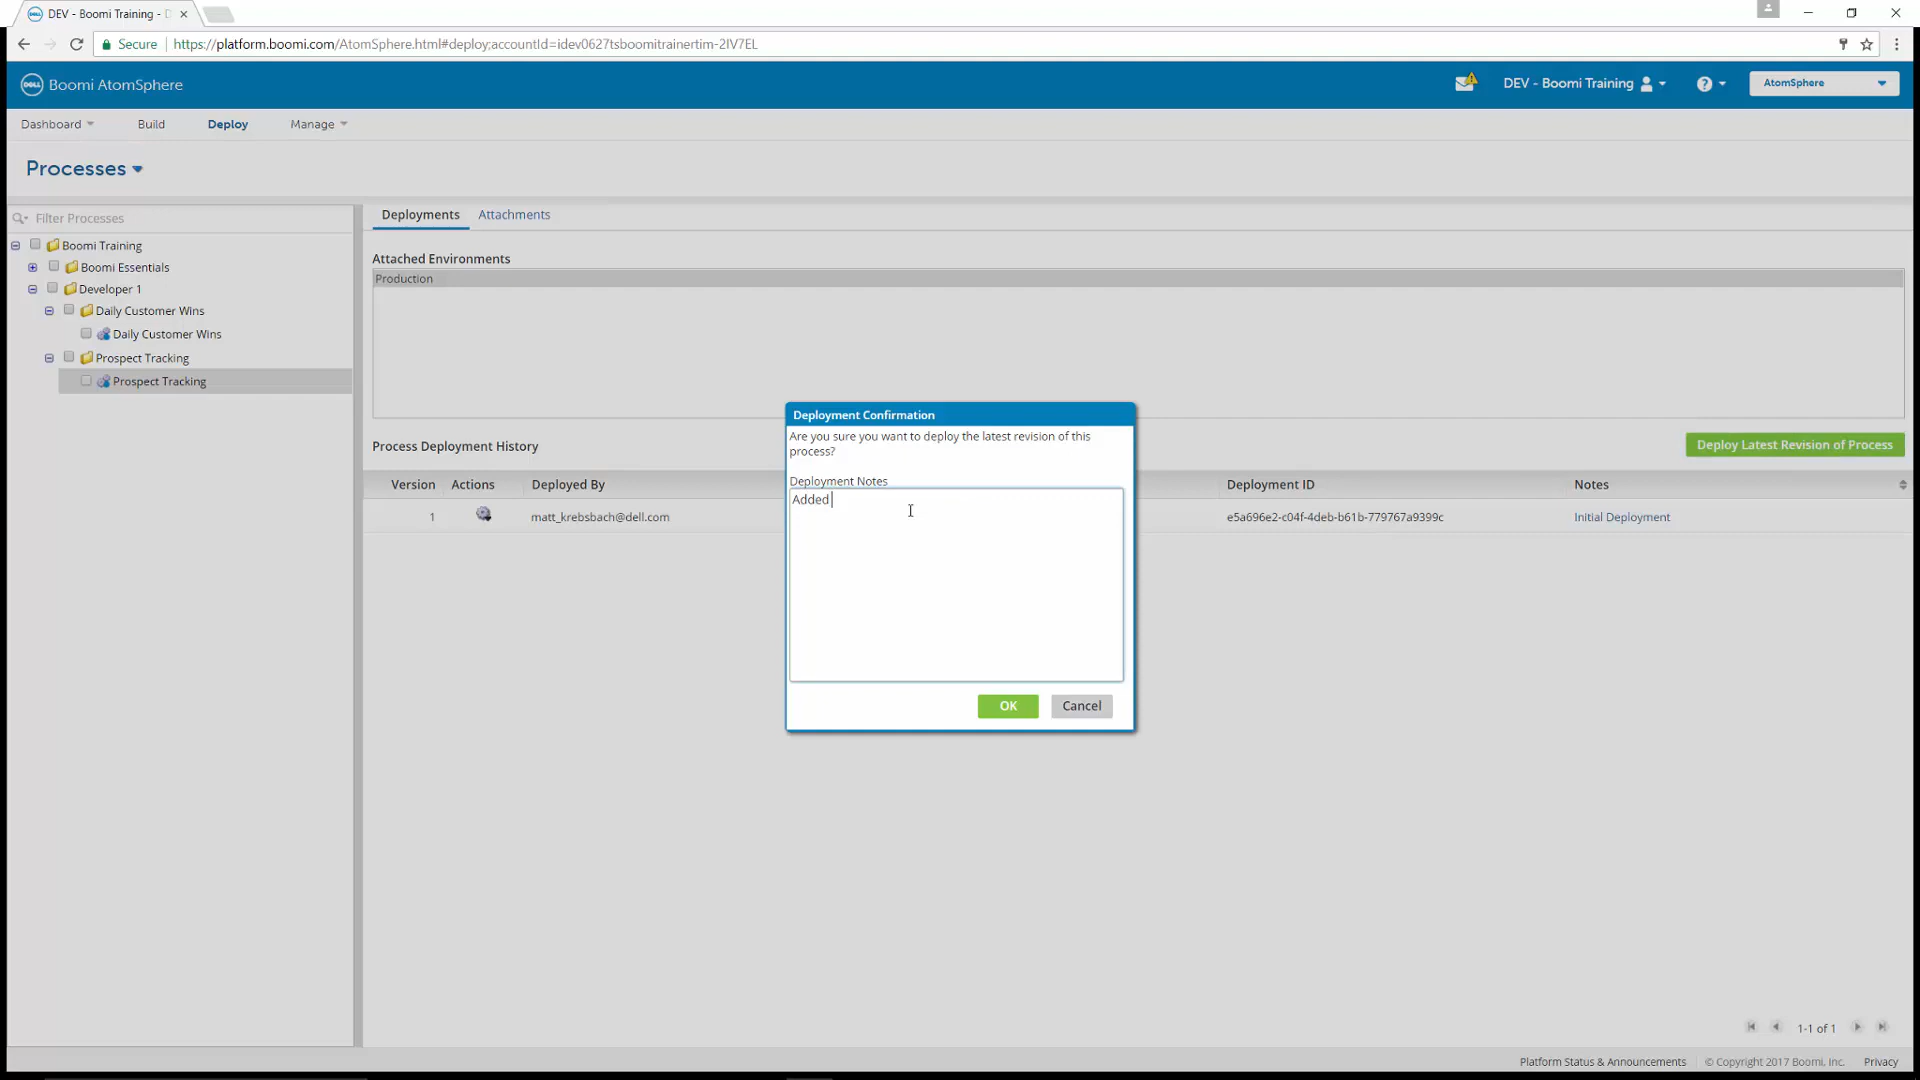 DEV - Boomi Training - D
Secure
https://platform.boomi.com/AtomSphere.html#deploy;accountId=idev0627tsboomitrainertim-2IV7EL
DELL
Boomi AtomSphere
DEV - Boomi Training
AtomSphere
Dashboard
Build
Deploy
Manage
Processes
Filter Processes
Boomi Training
Boomi Essentials
Developer 1
Daily Customer Wins
Daily Customer Wins
Prospect Tracking
Prospect Tracking
Deployments
Attachments
Attached Environments
Production
Process Deployment History
Deploy Latest Revision of Process
Version
Actions
Deployed By
Deployment ID
Notes
1
matt_krebsbach@dell.com
e5a696e2-c04f-4deb-b61b-779767a9399c
Initial Deployment
Deployment Confirmation
Are you sure you want to deploy the latest revision of this
process?
Deployment Notes
Added
OK
Cancel
1-1 of 1
Platform Status & Announcements
© Copyright 2017 Boomi, Inc.
Privacy